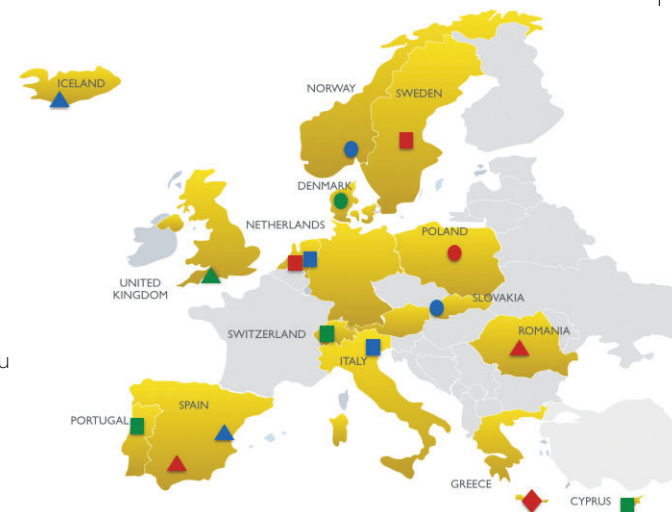 ICELAND
NORWAY
SWEDEN
DENMARK
NETHERLANDS
POLAND
UNITED
KINGDOM
SLOVAKIA
SWITZERLAND
ROMANIA
ITALY
u
SPAIN
PORTUGAL
GREECE
CYPRUS